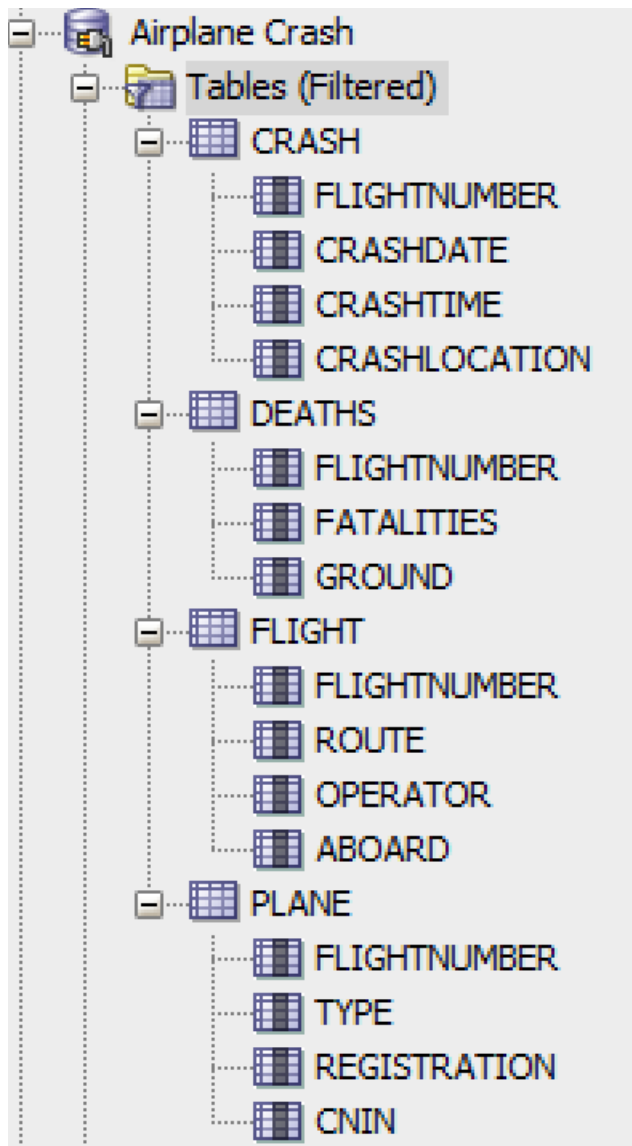 Airplane Crash
Tables (Filtered)
CRASH
FLIGHTNUMBER
CRASHDATE
CRASHTIME
CRASHLOCATION
DEATHS
FLIGHTNUMBER
FATALITIES
GROUND
FLIGHT
FLIGHTNUMBER
ROUTE
OPERATOR
ABOARD
PLANE
FLIGHTNUMBER
TYPE
REGISTRATION
CNIN